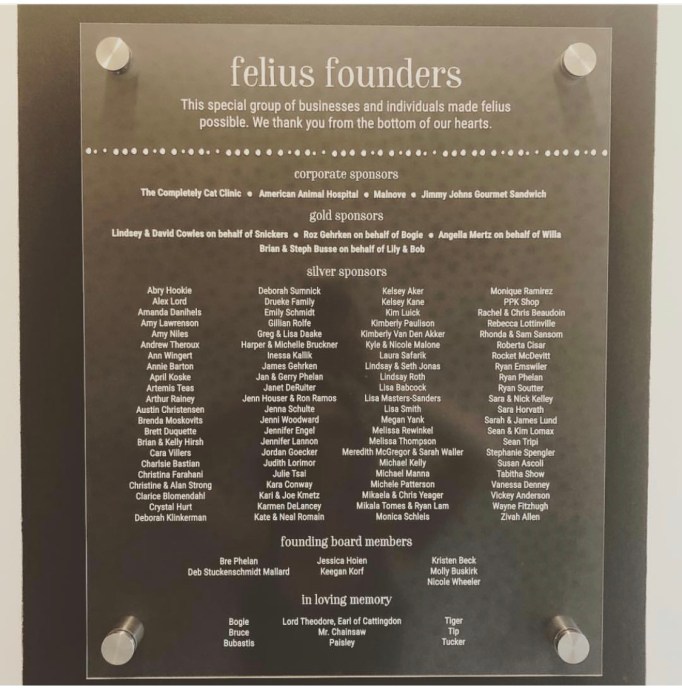 felius founders
This special group of businesses and individuals made felius
possible. We thank you from the bottom of our hearts.
corporate sponsors
The Completely Cat Clinic • American Animal Hospital • Mainove • Jimmy Johns Gourmet Sandwich
gold sponsors
Lindsey & David Cowles on behalf of Snickers • Roz Gehrken on behalf of Bogie • Angella Mertz on behalf of Willa
Brian & Steph Busse on behalf of Lily & Bob
silver sponsors
Abry Hookie
Alex Lord
Amanda Danihels
Amy Lawrenson
Amy Niles
Andrew Theroux
Ann Wingert
Annie Barton
April Koske
Artemis Teas
Arthur Rainey
Austin Christensen
Brenda Moskovits
Brett Duquette
Brian & Kelly Hirsh
Cara Villers
Charlsie Bastian
Christina Farahani
Christine & Alan Strong
Clarice Blomendahl
Crystal Hurt
Deborah Klinkerman
Deborah Sumnick
Drueke Family
Emily Schmidt
Gillian Rolfe
Greg & Lisa Daake
Harper & Michelle Bruckner
Inessa Kallik
James Gehrken
Jan & Gerry Phelan
Janet DeRuiter
Jenn Houser & Ron Ramos
Jenna Schulte
Jenni Woodward
Jennifer Engel
Jennifer Lannon
Jordan Goecker
Judith Lorimor
Julie Tsai
Kara Conway
Kari & Joe Kmetz
Karmen DeLancey
Kate & Neal Romain
Kelsey Aker
Kelsey Kane
Kim Luick
Kimberly Paulison
Kimberly Van Den Akker
Kyle & Nicole Malone
Laura Safarik
Lindsay & Seth Jonas
Lindsay Roth
Lisa Babcock
Lisa Masters-Sanders
Lisa Smith
Megan Yank
Melissa Rewinkel
Melissa Thompson
Meredith McGregor & Sarah Waller
Michael Kelly
Michael Manna
Michele Patterson
Mikaela & Chris Yeager
Mikala Tomes & Ryan Lam
Monica Schleis
Monique Ramirez
PPK Shop
Rachel & Chris Beaudoin
Rebecca Lottinville
Rhonda & Sam Sansom
Roberta Cisar
Rocket McDevitt
Ryan Emswiler
Ryan Phelan
Ryan Soutter
Sara & Nick Kelley
Sara Horvath
Sarah & James Lund
Sean & Kim Lomax
Sean Tripi
Stephanie Spengler
Susan Ascoli
Tabitha Show
Vanessa Denney
Vickey Anderson
Wayne Fitzhugh
Zivah Allen
founding board members
Bre Phelan
Deb Stuckenschmidt Mallard
Jessica Hoien
Keegan Korf
Kristen Beck
Molly Buskirk
Nicole Wheeler
in loving memory
Bogie
Bruce
Bubastis
Lord Theodore, Earl of Cattingdon
Mr. Chainsaw
Paisley
Tiger
Tip
Tucker